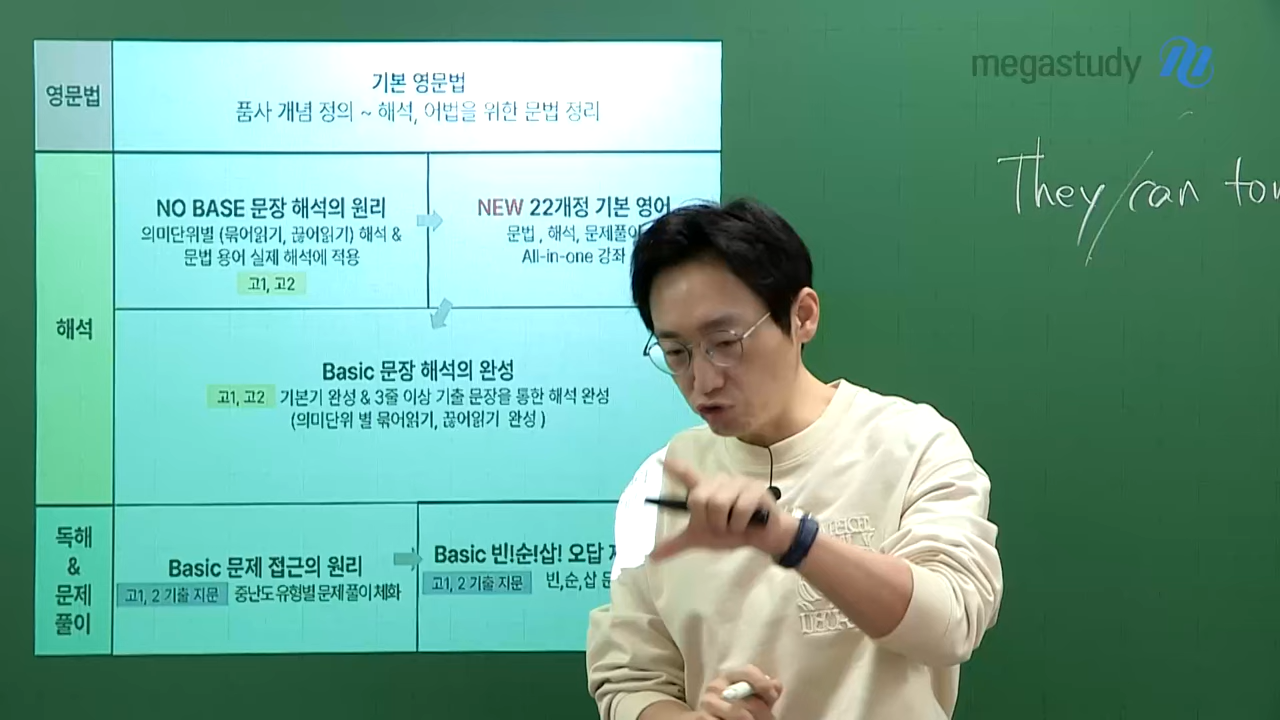 megastudy
영문법
기본 영문법
품사 개념 정의 ~ 해석, 어법을 위한 문법 정리
They/can
해석
NO BASE 문장 해석의 원리
의미단위별 (묶어읽기, 끊어읽기) 해석 &
문법 용어 실제 해석에 적용
고1, 고2
NEW 22개정 기본 영어
문법, 해석, 문제풀이
All-in-one 강좌
Basic 문장 해석의 완성
고1, 고2 기본기 완성 & 3줄 이상 기출 문장을 통한 해석 완성
(의미단위 별 묶어읽기, 끊어읽기 완성)
독해
&
문제
풀이
Basic 문제 접근의 원리
고1, 2 기출 지문 중난도 유형별 문제 풀이 체화
Basic 빈!순!삽! 오답
고1, 2 기출 지문 빈,순,삽